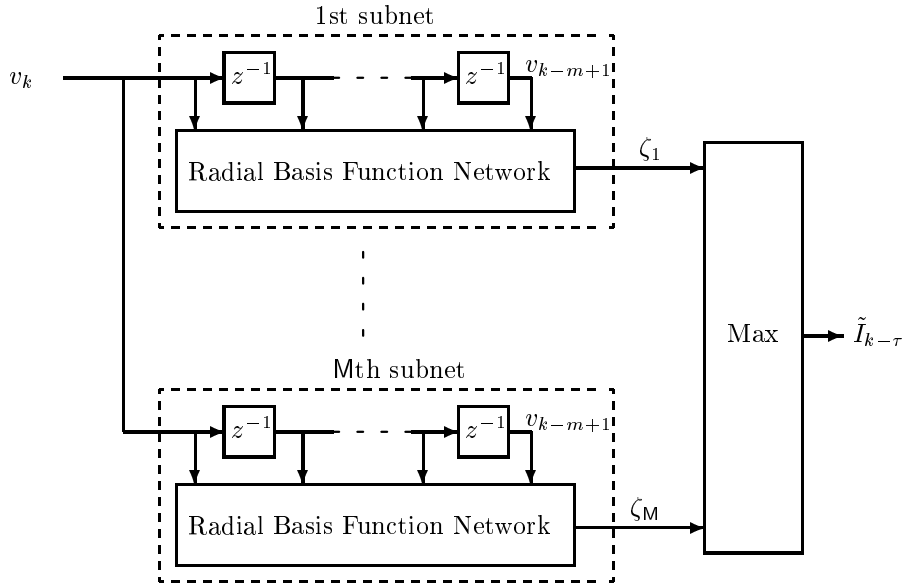 1st subnet
v_k z^{-1} z^{-1} v_{k-m+1}
Radial Basis Function Network
ζ_1
Max
Ĩ_{k-τ}
Mth subnet
z^{-1} z^{-1} v_{k-m+1}
Radial Basis Function Network
ζ_M